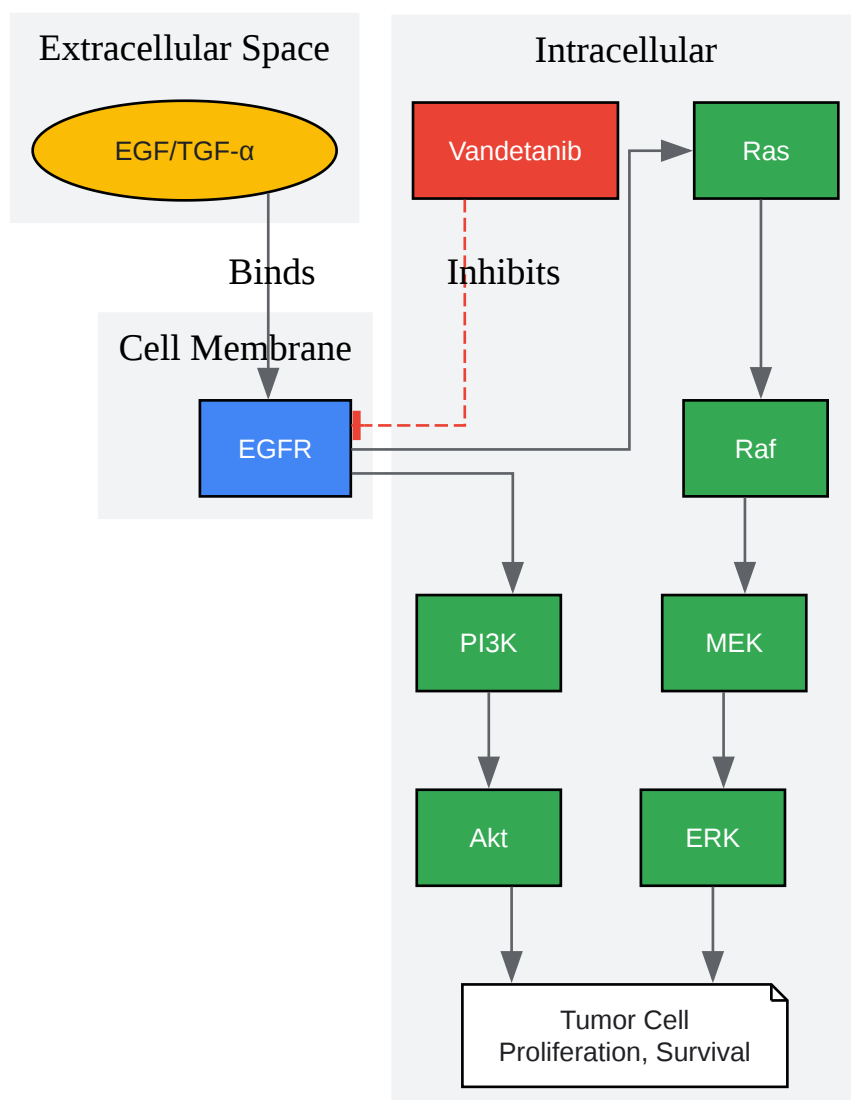 Extracellular Space
Intracellular
EGF/TGF-α
Vandetanib
Ras
Binds
Inhibits
Cell Membrane
EGFR
Raf
PI3K
MEK
Akt
ERK
Tumor Cell
Proliferation, Survival